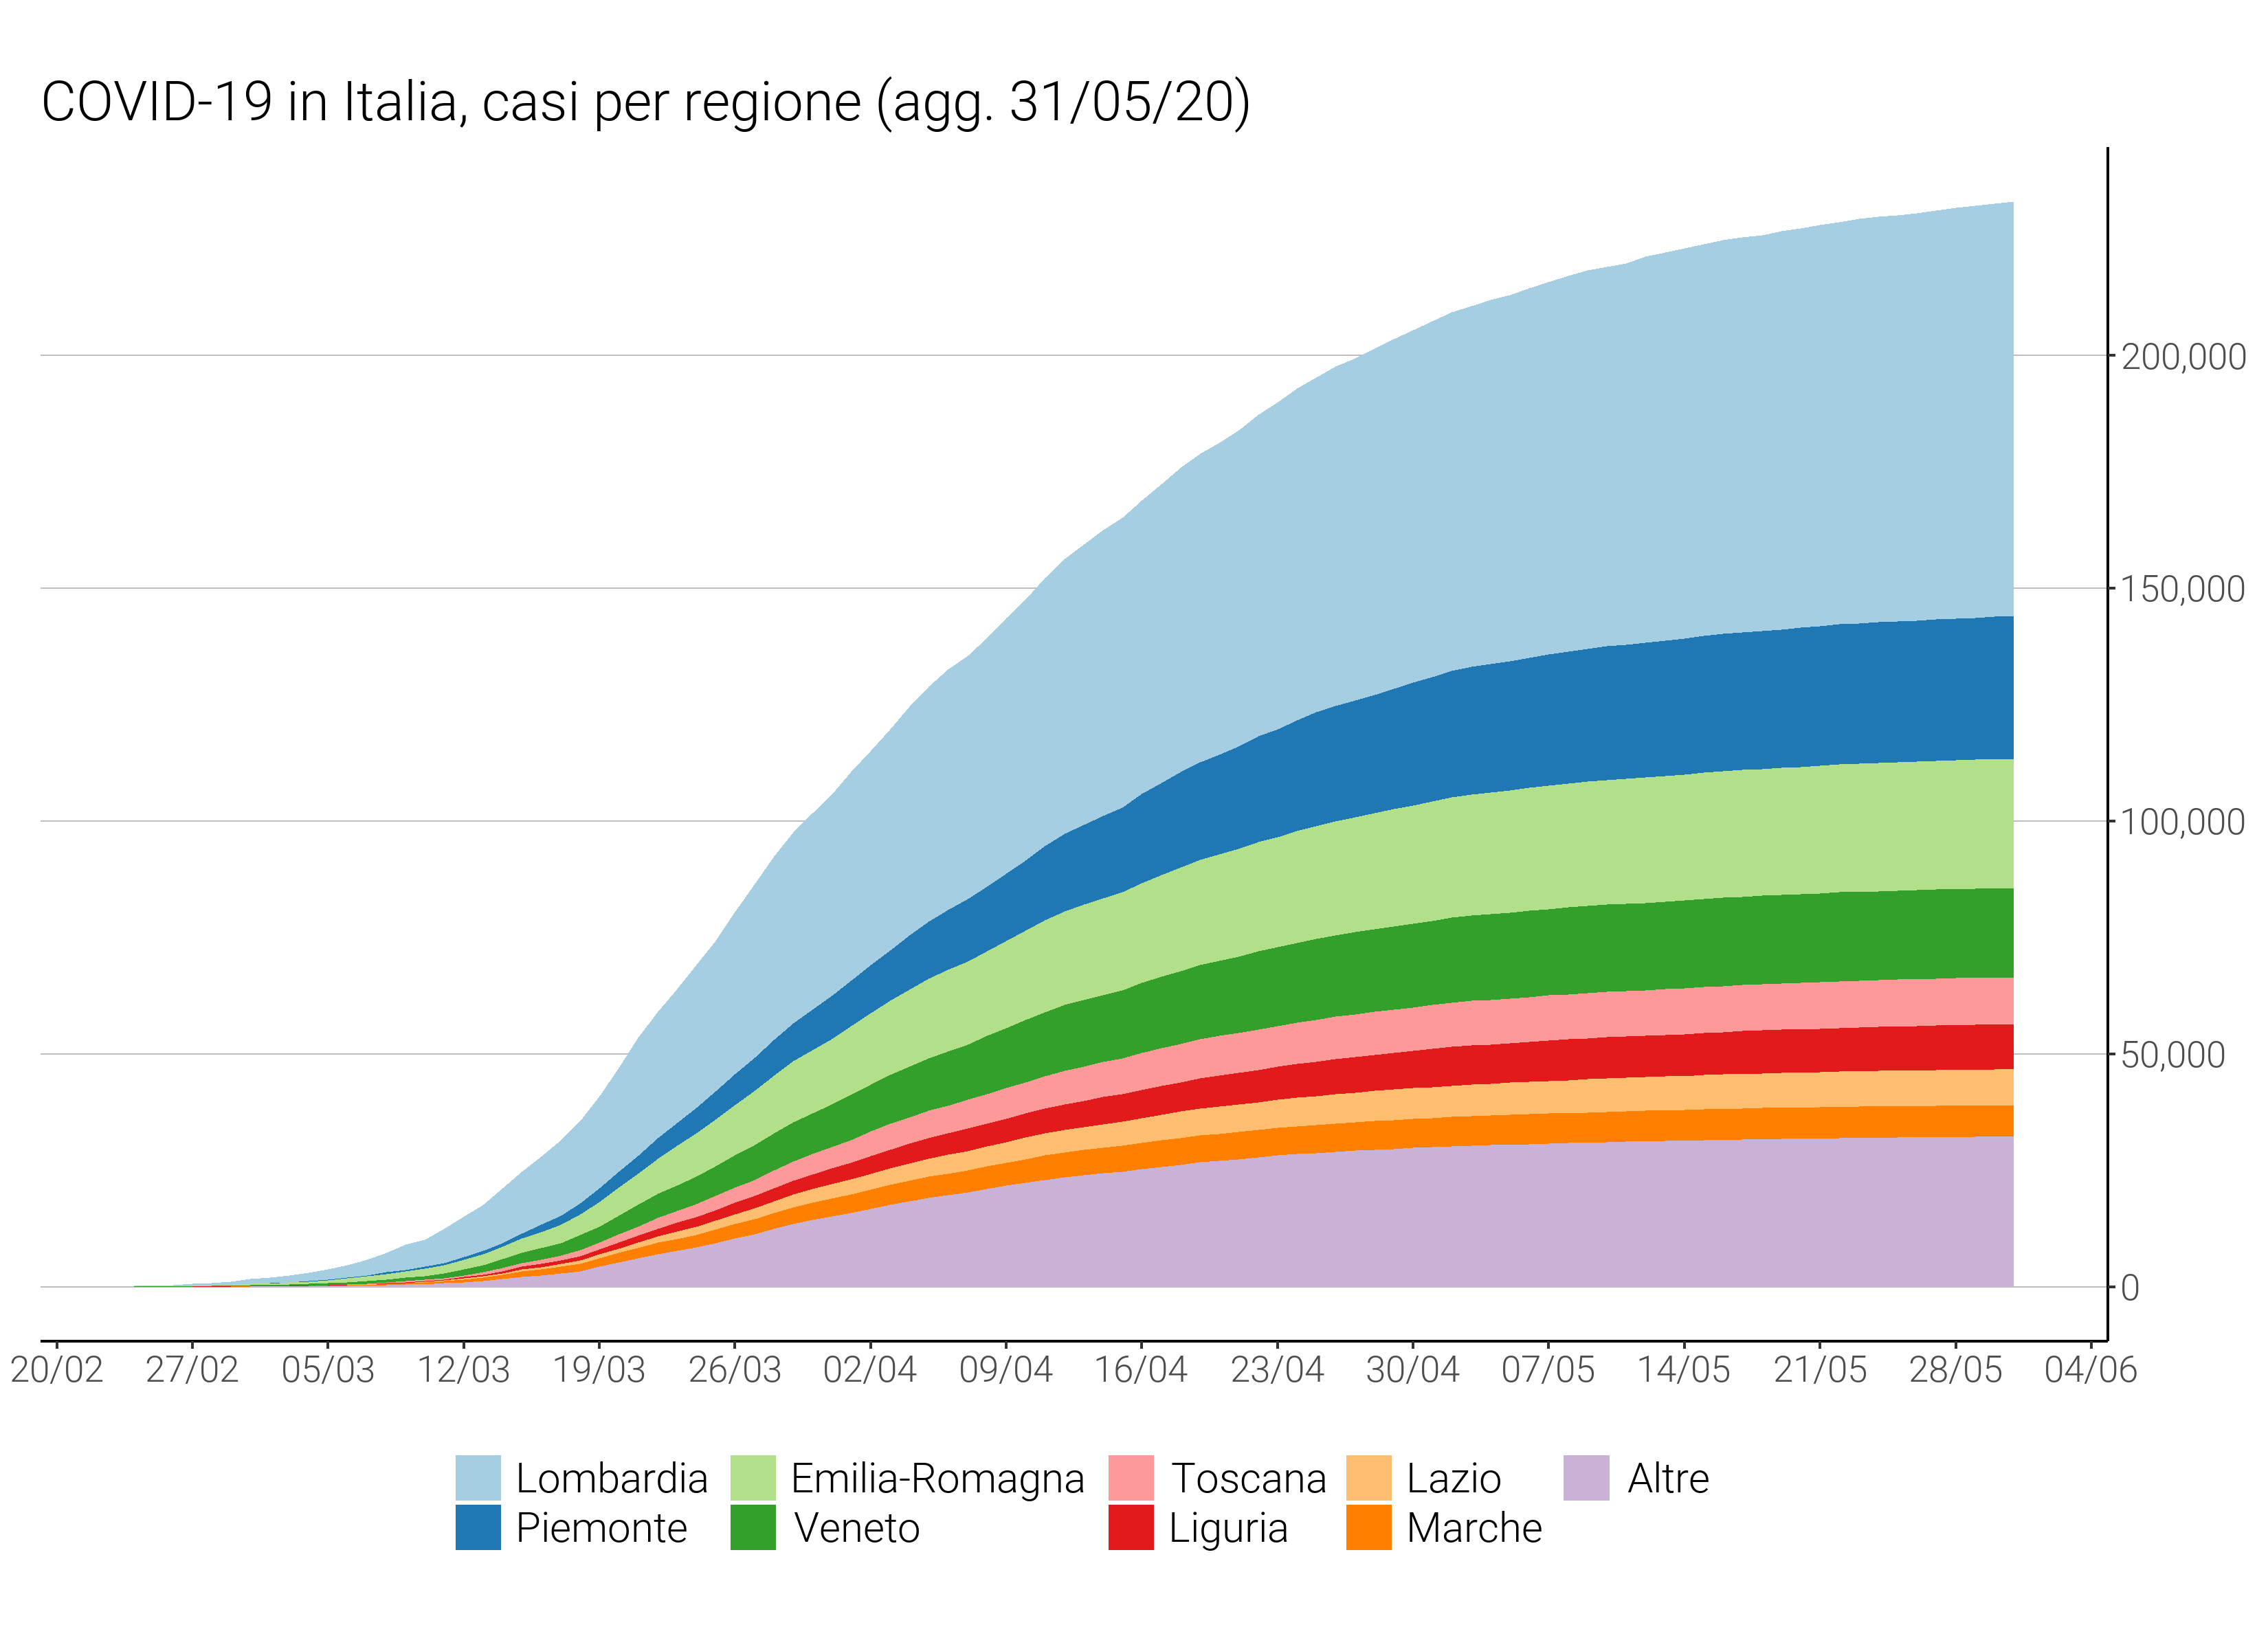 COVID-19 in Italia, casi per regione (agg. 31/05/20)
200,000
150,000
100,000
50,000
0
20/02 27/02 05/03 12/03 19/03 26/03 02/04 09/04 16/04 23/04 30/04 07/05 14/05 21/05 28/05 04/06
Lombardia Emilia-Romagna Toscana Lazio Altre
Piemonte Veneto Liguria Marche